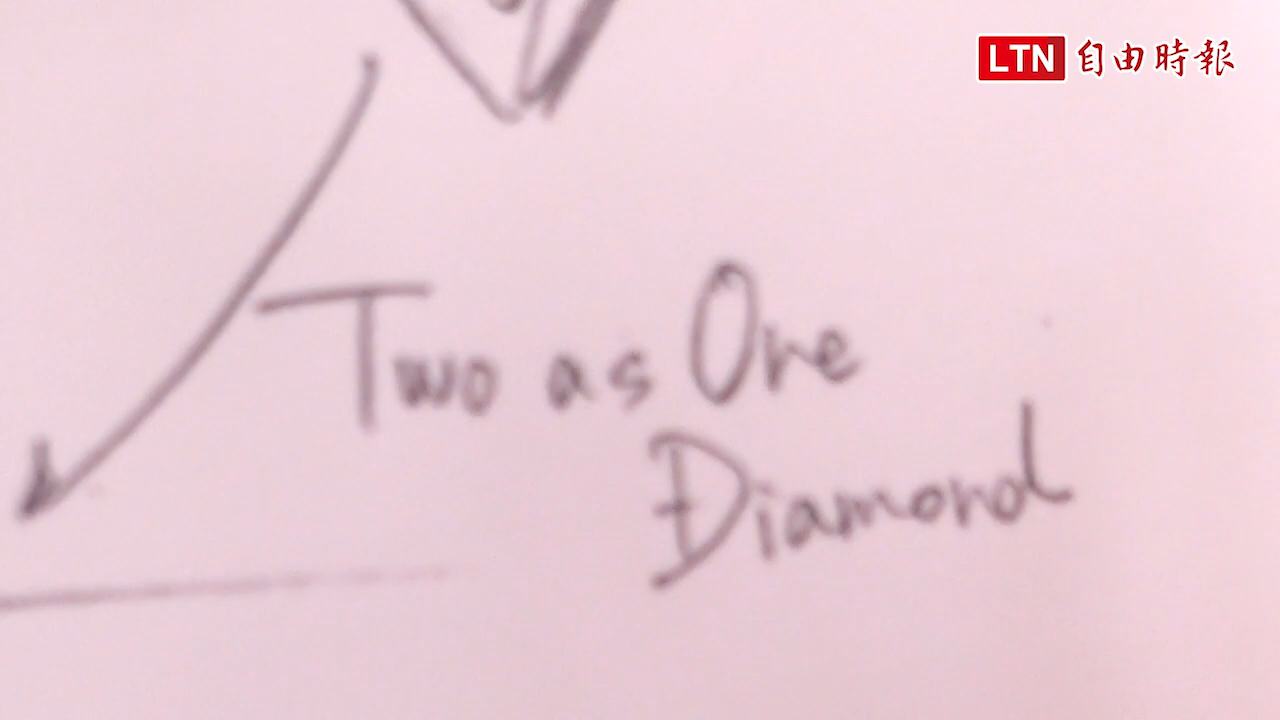 LTN 自由時報
Two as One
Diamond